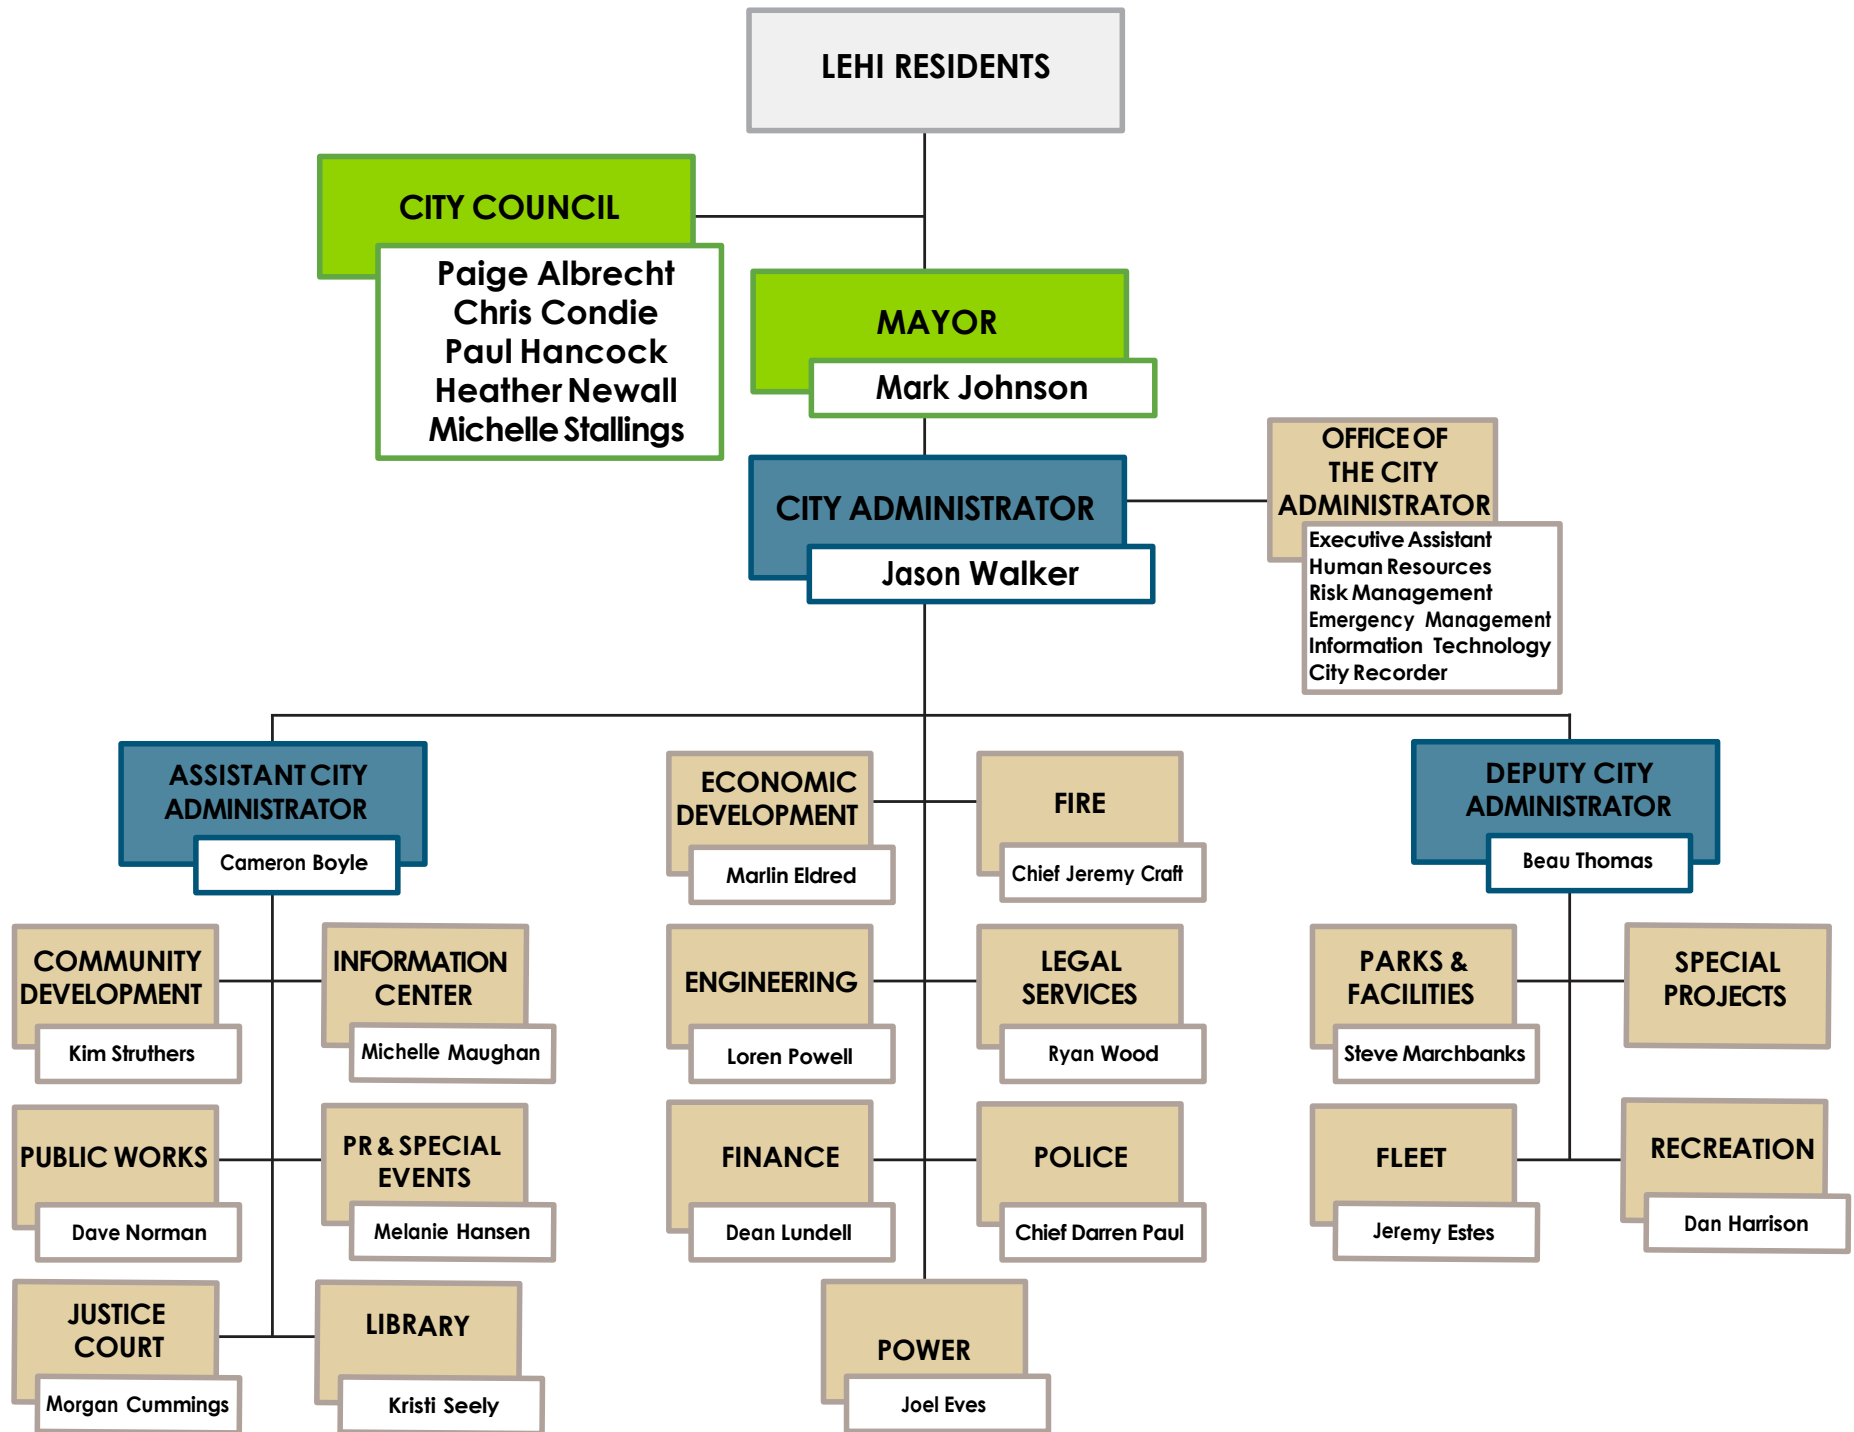 LEHI RESIDENTS
CITY COUNCIL
Paige Albrecht
Chris Condie
Paul Hancock
Heather Newall
Michelle Stallings
MAYOR
Mark Johnson
CITY ADMINISTRATOR
Jason Walker
OFFICE OF
THE CITY
ADMINISTRATOR
Executive Assistant
Human Resources
Risk Management
Emergency Management
Information Technology
City Recorder
ASSISTANT CITY
ADMINISTRATOR
Cameron Boyle
COMMUNITY
DEVELOPMENT
Kim Struthers
INFORMATION
CENTER
Michelle Maughan
PUBLIC WORKS
Dave Norman
PR & SPECIAL
EVENTS
Melanie Hansen
JUSTICE
COURT
Morgan Cummings
LIBRARY
Kristi Seely
ECONOMIC
DEVELOPMENT
Marlin Eldred
FIRE
Chief Jeremy Craft
ENGINEERING
Loren Powell
LEGAL
SERVICES
Ryan Wood
FINANCE
Dean Lundell
POLICE
Chief Darren Paul
POWER
Joel Eves
DEPUTY CITY
ADMINISTRATOR
Beau Thomas
PARKS &
FACILITIES
Steve Marchbanks
SPECIAL
PROJECTS
FLEET
Jeremy Estes
RECREATION
Dan Harrison